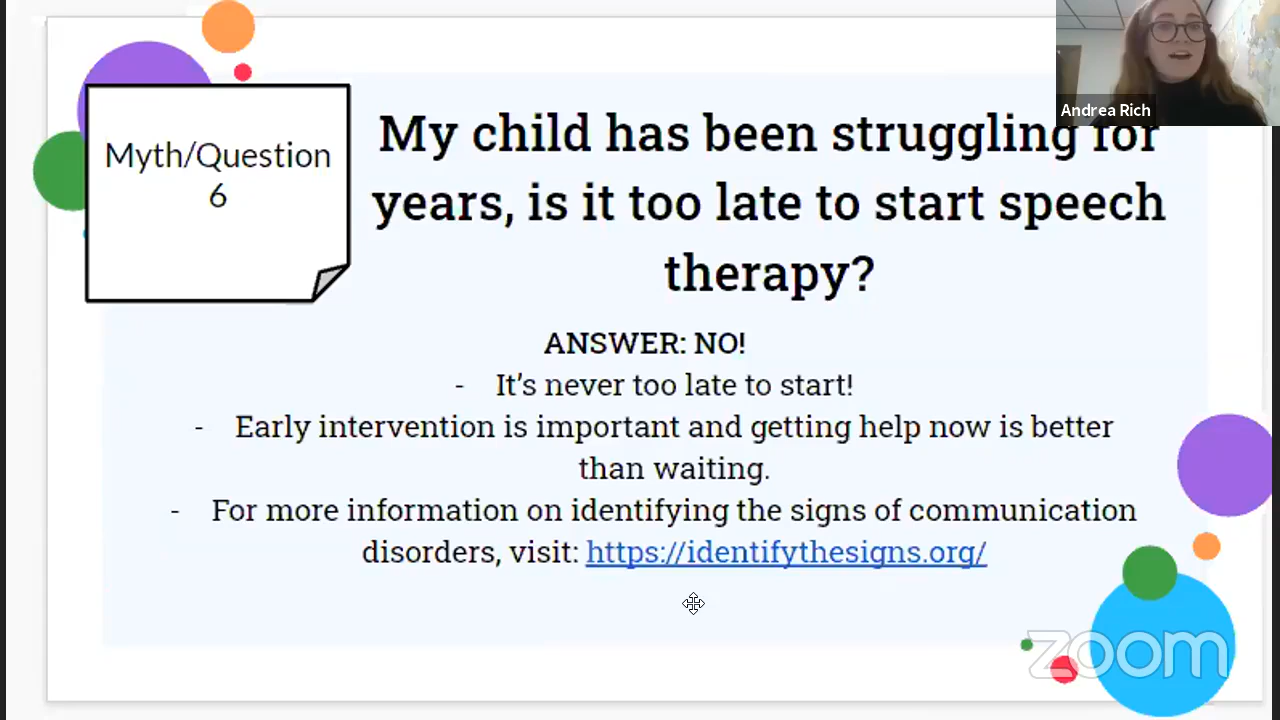 Andrea Rich
Myth/Question
6
My child has been struggling for
years, is it too late to start speech
therapy?
ANSWER: NO!
- It's never too late to start!
- Early intervention is important and getting help now is better
than waiting.
- For more information on identifying the signs of communication
disorders, visit: https://identifythesigns.org/
zoom